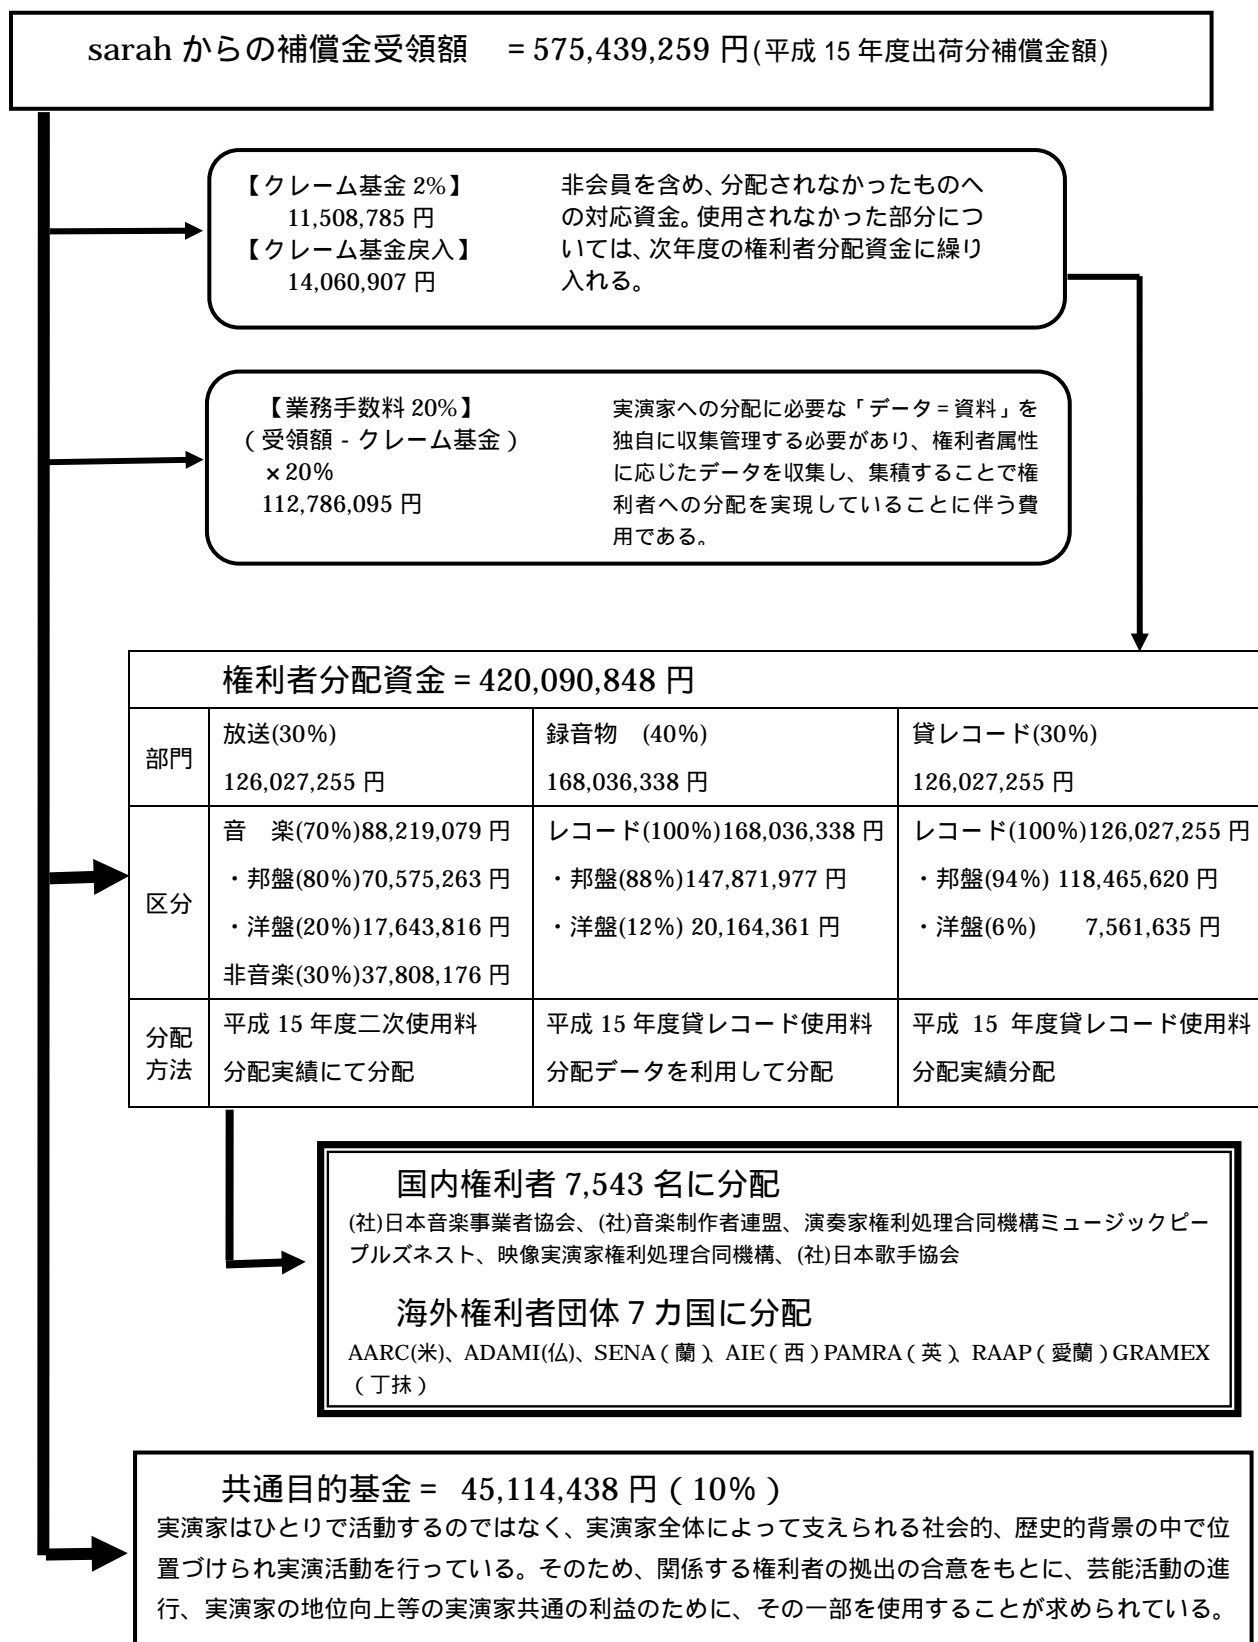 sarah からの補償金受領額　= 575,439,259 円(平成 15 年度出荷分補償金額)
【クレーム基金 2%】
11,508,785 円
【クレーム基金戻入】
14,060,907 円
非会員を含め、分配されなかったものへ
の対応資金。使用されなかった部分につ
いては、次年度の権利者分配資金に繰り
入れる。
【業務手数料 20%】
( 受領額 - クレーム基金 )
×20%
112,786,095 円
実演家への分配に必要な「データ = 資料」を
独自に収集管理する必要があり、権利者属性
に応じたデータを収集し、集積することで権
利者への分配を実現していることに伴う費
用である。
権利者分配資金 = 420,090,848 円
部門
放送(30%)
126,027,255 円
録音物　(40%)
168,036,338 円
貸レコード(30%)
126,027,255 円
区分
音　楽(70%)88,219,079 円
・邦盤(80%)70,575,263 円
・洋盤(20%)17,643,816 円
非音楽(30%)37,808,176 円
レコード(100%)168,036,338 円
・邦盤(88%)147,871,977 円
・洋盤(12%) 20,164,361 円
レコード(100%)126,027,255 円
・邦盤(94%) 118,465,620 円
・洋盤(6%)　　7,561,635 円
分配
方法
平成 15 年度二次使用料
分配実績にて分配
平成 15 年度貸レコード使用料
分配データを利用して分配
平成 15 年度貸レコード使用料
分配実績分配
国内権利者 7,543 名に分配
(社)日本音楽事業者協会、(社)音楽制作者連盟、演奏家権利処理合同機構ミュージックピー
プルズネスト、映像実演家権利処理合同機構、(社)日本歌手協会
海外権利者団体 7 カ国に分配
AARC(米)、ADAMI(仏)、SENA ( 蘭 )、AIE ( 西 ) PAMRA ( 英 )、RAAP ( 愛蘭 ) GRAMEX
( 丁抹 )
共通目的基金 = 45,114,438 円 ( 10% )
実演家はひとりで活動するのではなく、実演家全体によって支えられる社会的、歴史的背景の中で位
置づけられ実演活動を行っている。そのため、関係する権利者の拠出の合意をもとに、芸能活動の進
行、実演家の地位向上等の実演家共通の利益のために、その一部を使用することが求められている。